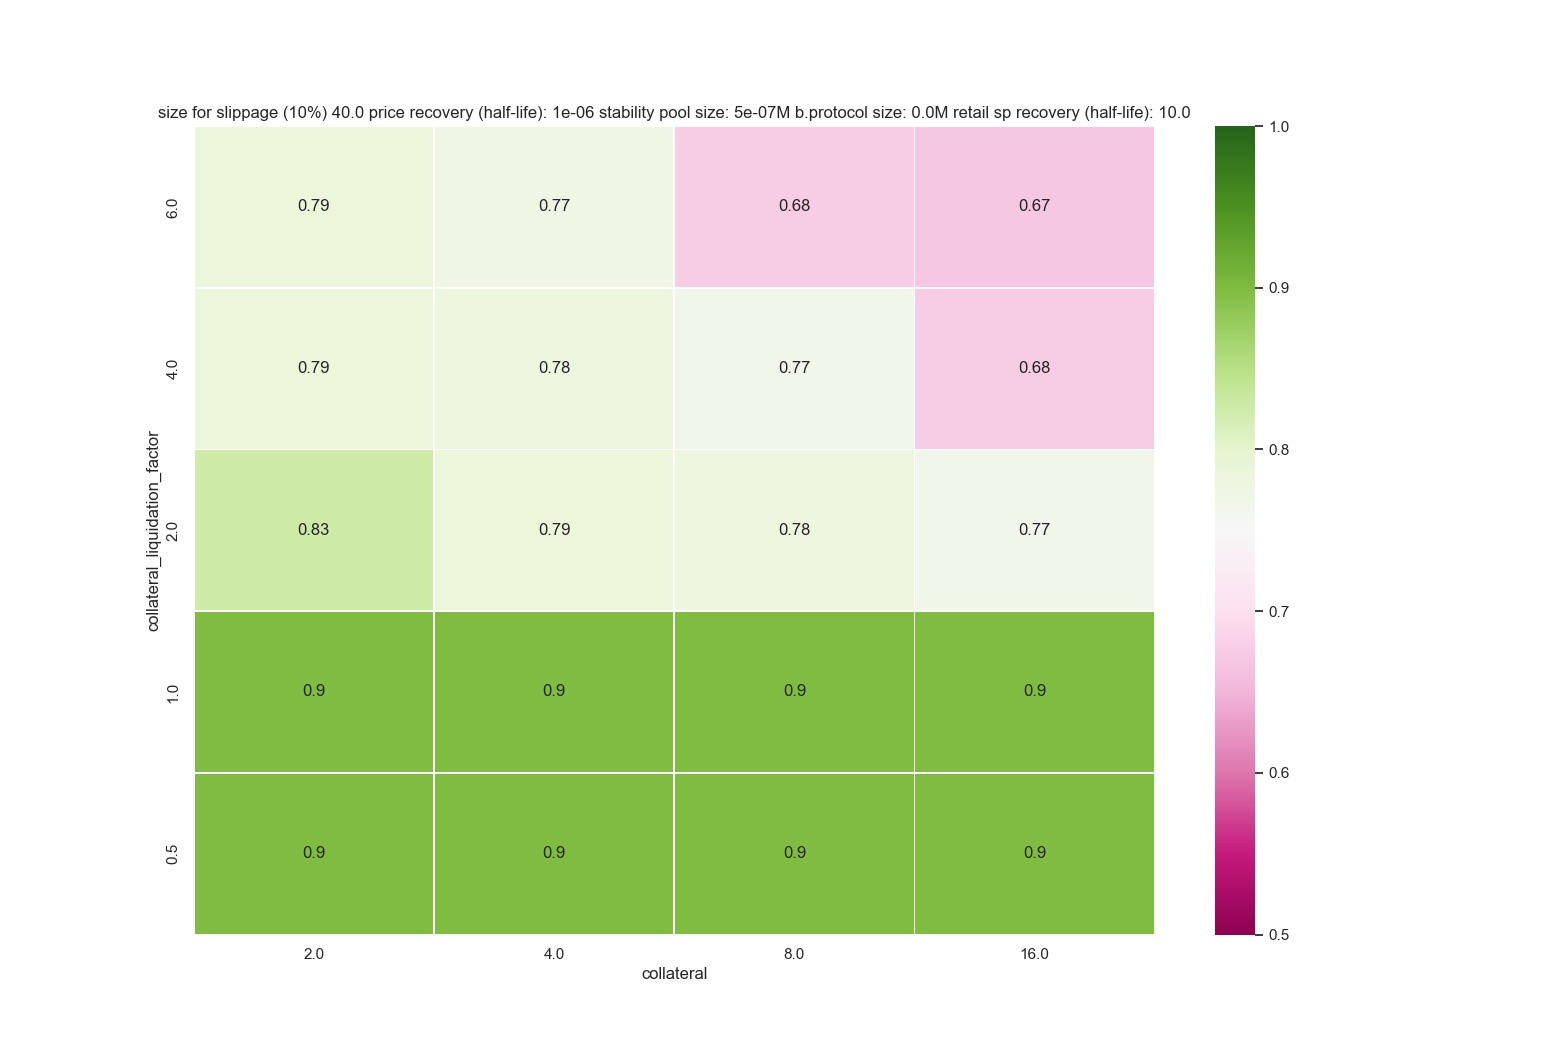 size for slippage (10%) 40.0 price recovery (half-life): 1e-06 stability pool size: 5e-07M b.protocol size: 0.0M retail sp recovery (half-life): 10.0
collateral_liquidation_factor
6.0 0.79 0.77 0.68 0.67
4.0 0.79 0.78 0.77 0.68
2.0 0.83 0.79 0.78 0.77
1.0 0.9 0.9 0.9 0.9
0.5 0.9 0.9 0.9 0.9
2.0 4.0 8.0 16.0
collateral
1.0
0.9
0.8
0.7
0.6
0.5